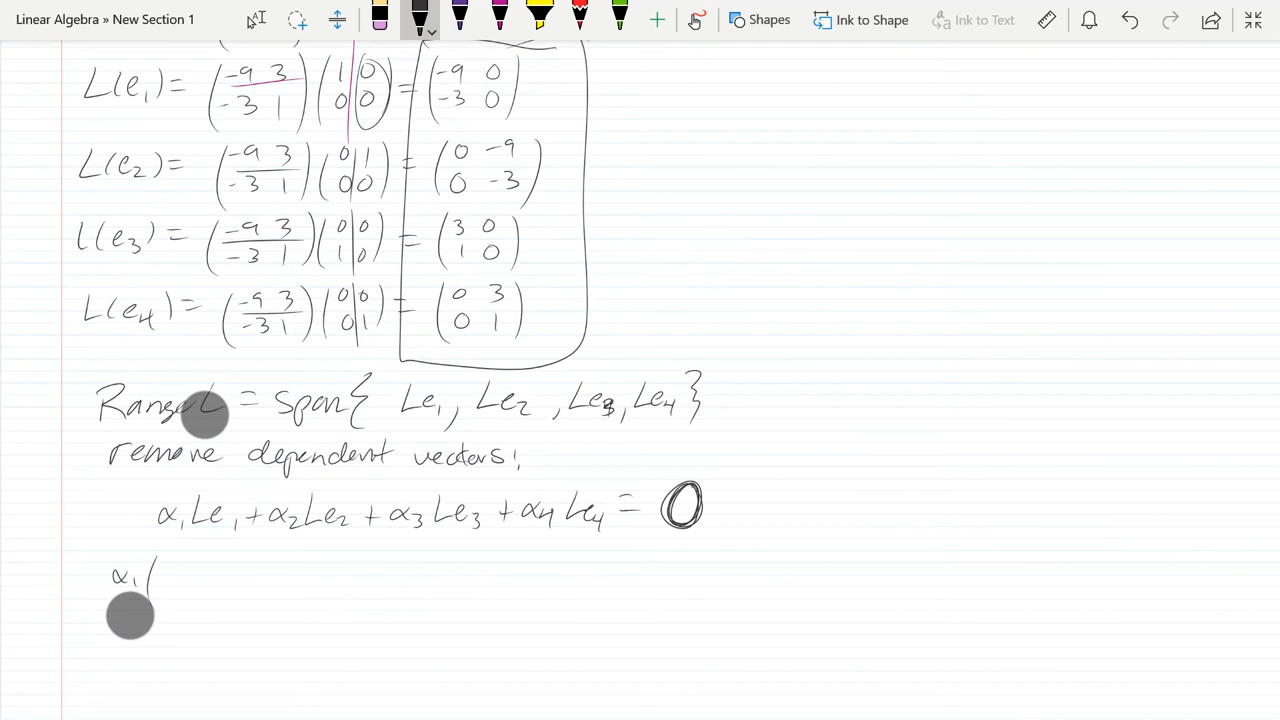 Linear Algebra » New Section 1
Shapes
Ink to Shape
Ink to Text
L(e₁) = (-9 3 / -3 1) (1 0 / 0 0) = (-9 0 / -3 0)
L(e₂) = (-9 3 / -3 1) (0 1 / 0 0) = (0 -9 / 0 -3)
L(e₃) = (-9 3 / -3 1) (0 0 / 1 0) = (3 0 / 1 0)
L(e₄) = (-9 3 / -3 1) (0 0 / 0 1) = (0 3 / 0 1)
Range L = span{ Le₁, Le₂, Le₃, Le₄}
remove dependent vectors:
α₁Le₁ + α₂Le₂ + α₃Le₃ + α₄Le₄ = 0
α₁(